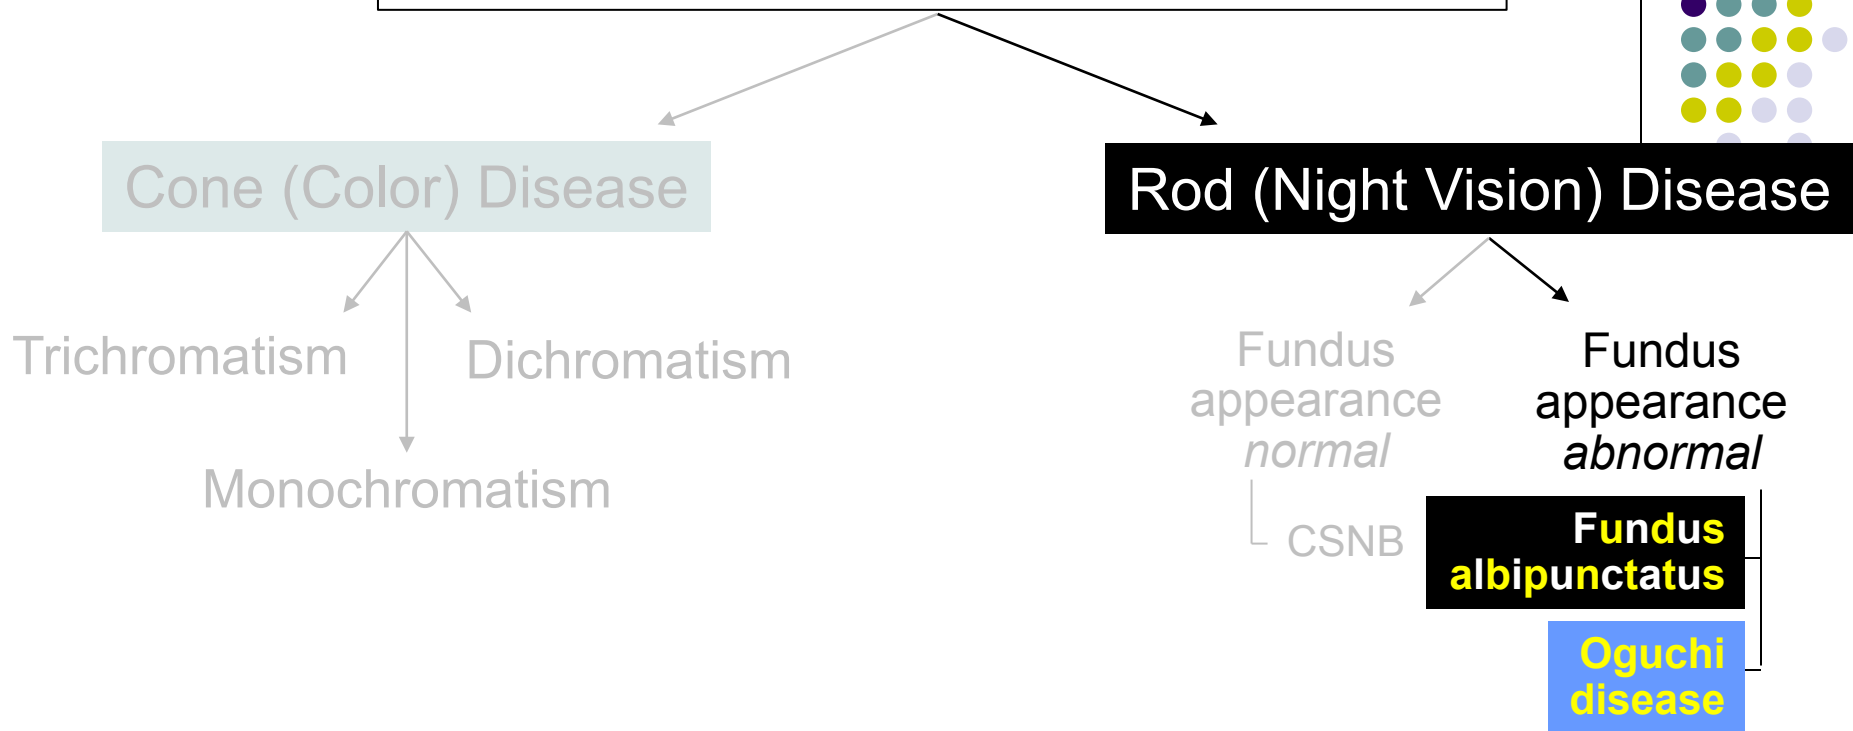 Cone (Color) Disease
Rod (Night Vision) Disease
Trichromatism
Dichromatism
Monochromatism
Fundus
appearance
normal
CSNB
Fundus
appearance
abnormal
Fundus
albipunctatus
Oguchi
disease